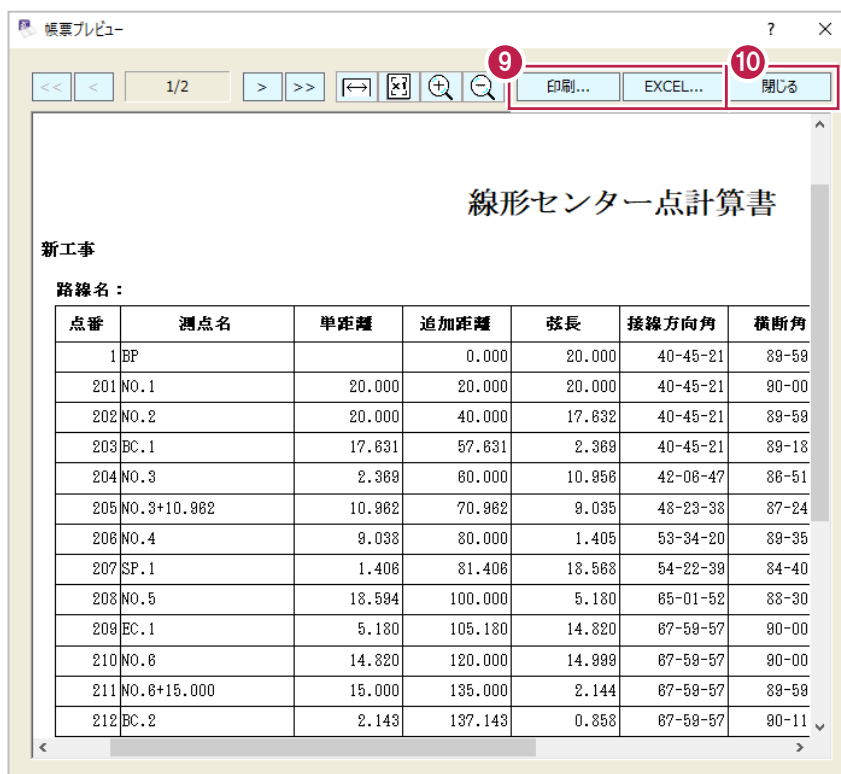 帳票プレビュー ? ×
9 10
<< < 1/2 > >> 印刷... EXCEL... 閉じる
線形センター点計算書
新工事
路線名：
点番 測点名 単距離 追加距離 弦長 接線方向角 横断角
1 BP 0.000 20.000 40-45-21 89-59
201 NO.1 20.000 20.000 20.000 40-45-21 90-00
202 NO.2 20.000 40.000 17.632 40-45-21 89-59
203 BC.1 17.631 57.631 2.369 40-45-21 89-18
204 NO.3 2.369 60.000 10.956 42-06-47 86-51
205 NO.3+10.962 10.962 70.962 9.035 48-23-38 87-24
206 NO.4 9.038 80.000 1.405 53-34-20 89-35
207 SP.1 1.406 81.406 18.568 54-22-39 84-40
208 NO.5 18.594 100.000 5.180 65-01-52 88-30
209 EC.1 5.180 105.180 14.820 67-59-57 90-00
210 NO.6 14.820 120.000 14.999 67-59-57 90-00
211 NO.6+15.000 15.000 135.000 2.144 67-59-57 89-59
212 BC.2 2.143 137.143 0.858 67-59-57 90-11